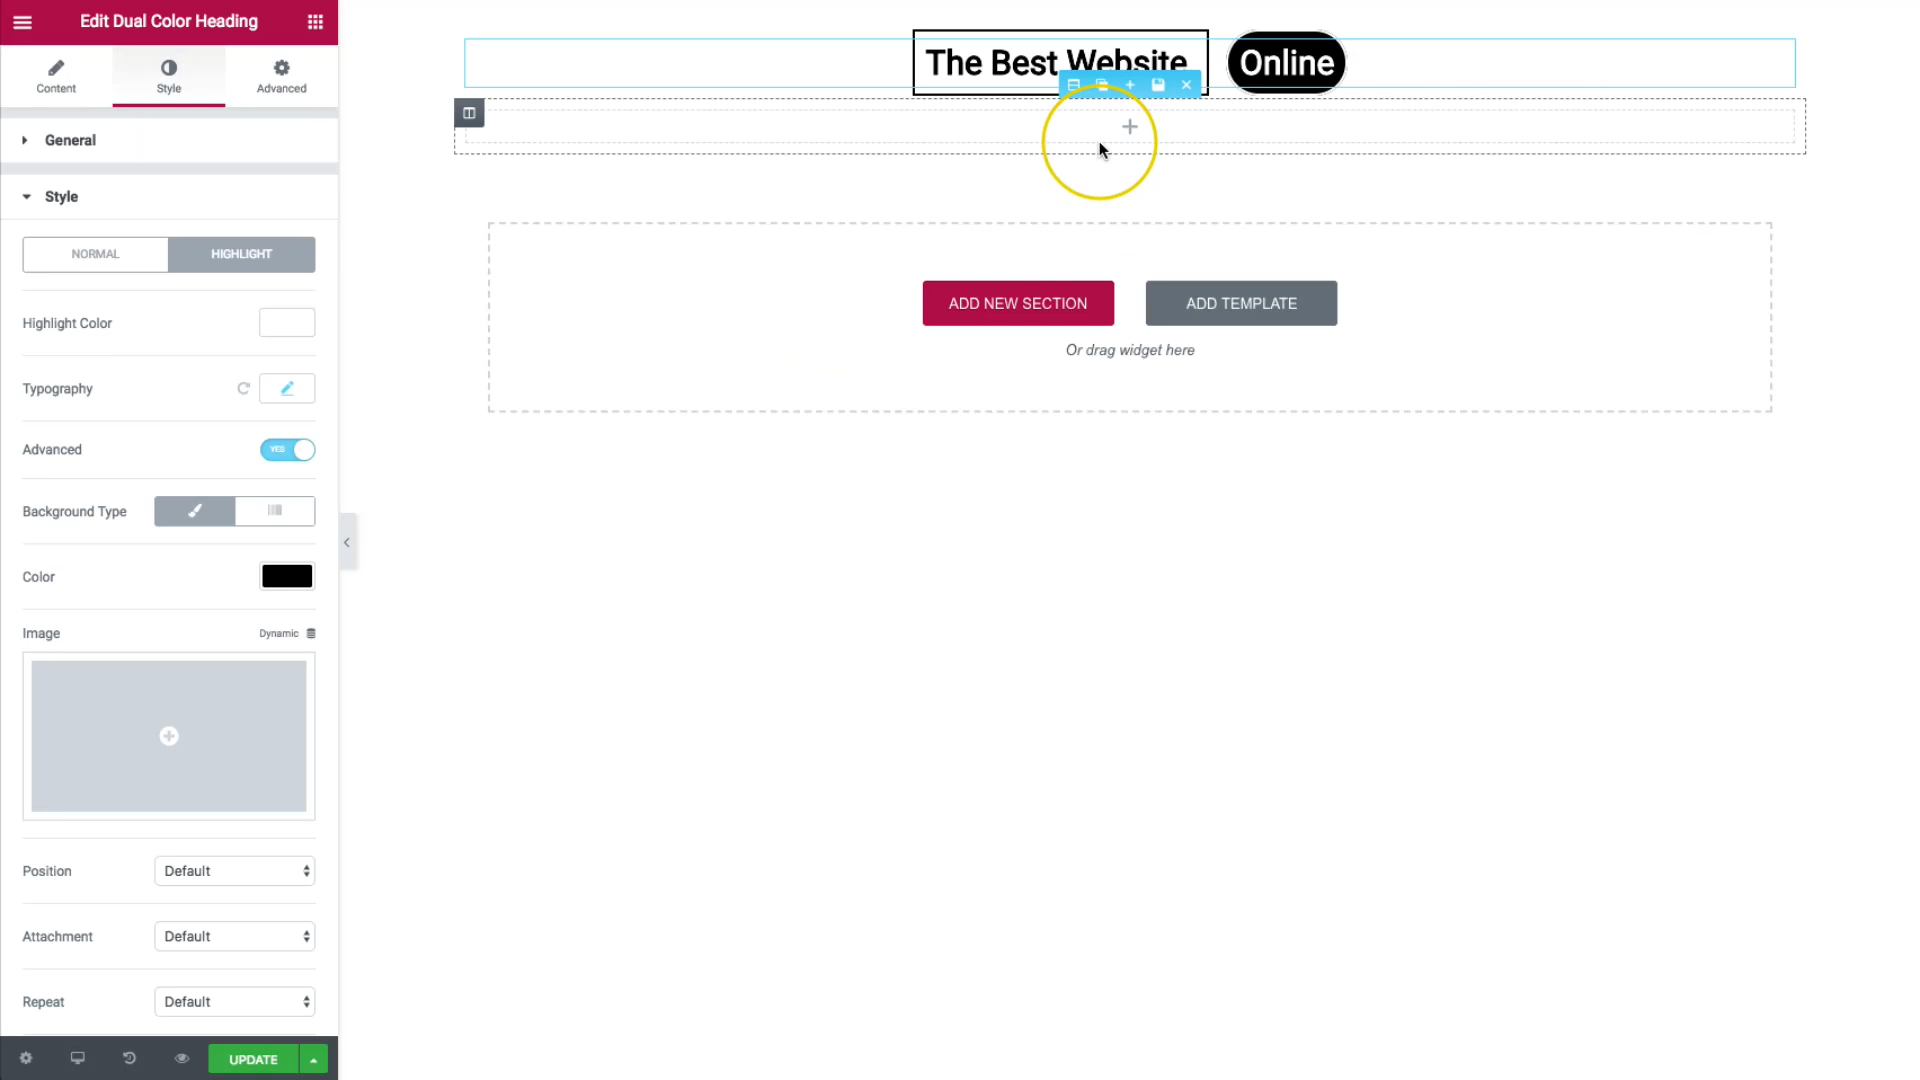 Edit Dual Color Heading
Content
Style
Advanced
General
Style
NORMAL
HIGHLIGHT
Highlight Color
Typography
Advanced
YES
Background Type
Color
Image
Dynamic
Position
Default
Attachment
Default
Repeat
Default
UPDATE
The Best Website
Online
ADD NEW SECTION
ADD TEMPLATE
Or drag widget here